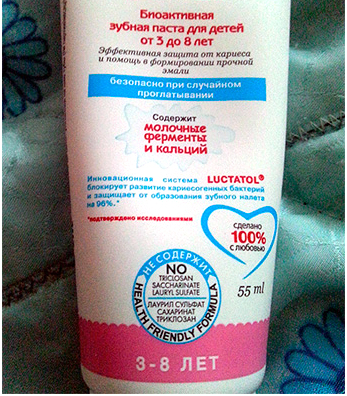 Биоактивная
зубная паста для детей
от 3 до 8 лет
Эффективная защита от кариеса
и помощь в формировании прочной
эмали
безопасно при случайном
проглатывании
Содержит
молочные
ферменты
и кальций
Инновационная система LUCTATOL®
блокирует развитие кариесогенных бактерий
и защищает от образования зубного налета
на 96%.*
*подтверждено исследованиями
сделано
100%
с любовью
НЕ СОДЕРЖИТ
NO
TRICLOSAN
SACCHARINATE
LAURYL SULFATE
ЛАУРИЛ СУЛЬФАТ
САХАРИНАТ
ТРИКЛОЗАН
HEALTH FRIENDLY FORMULA
55 ml
3-8 ЛЕТ